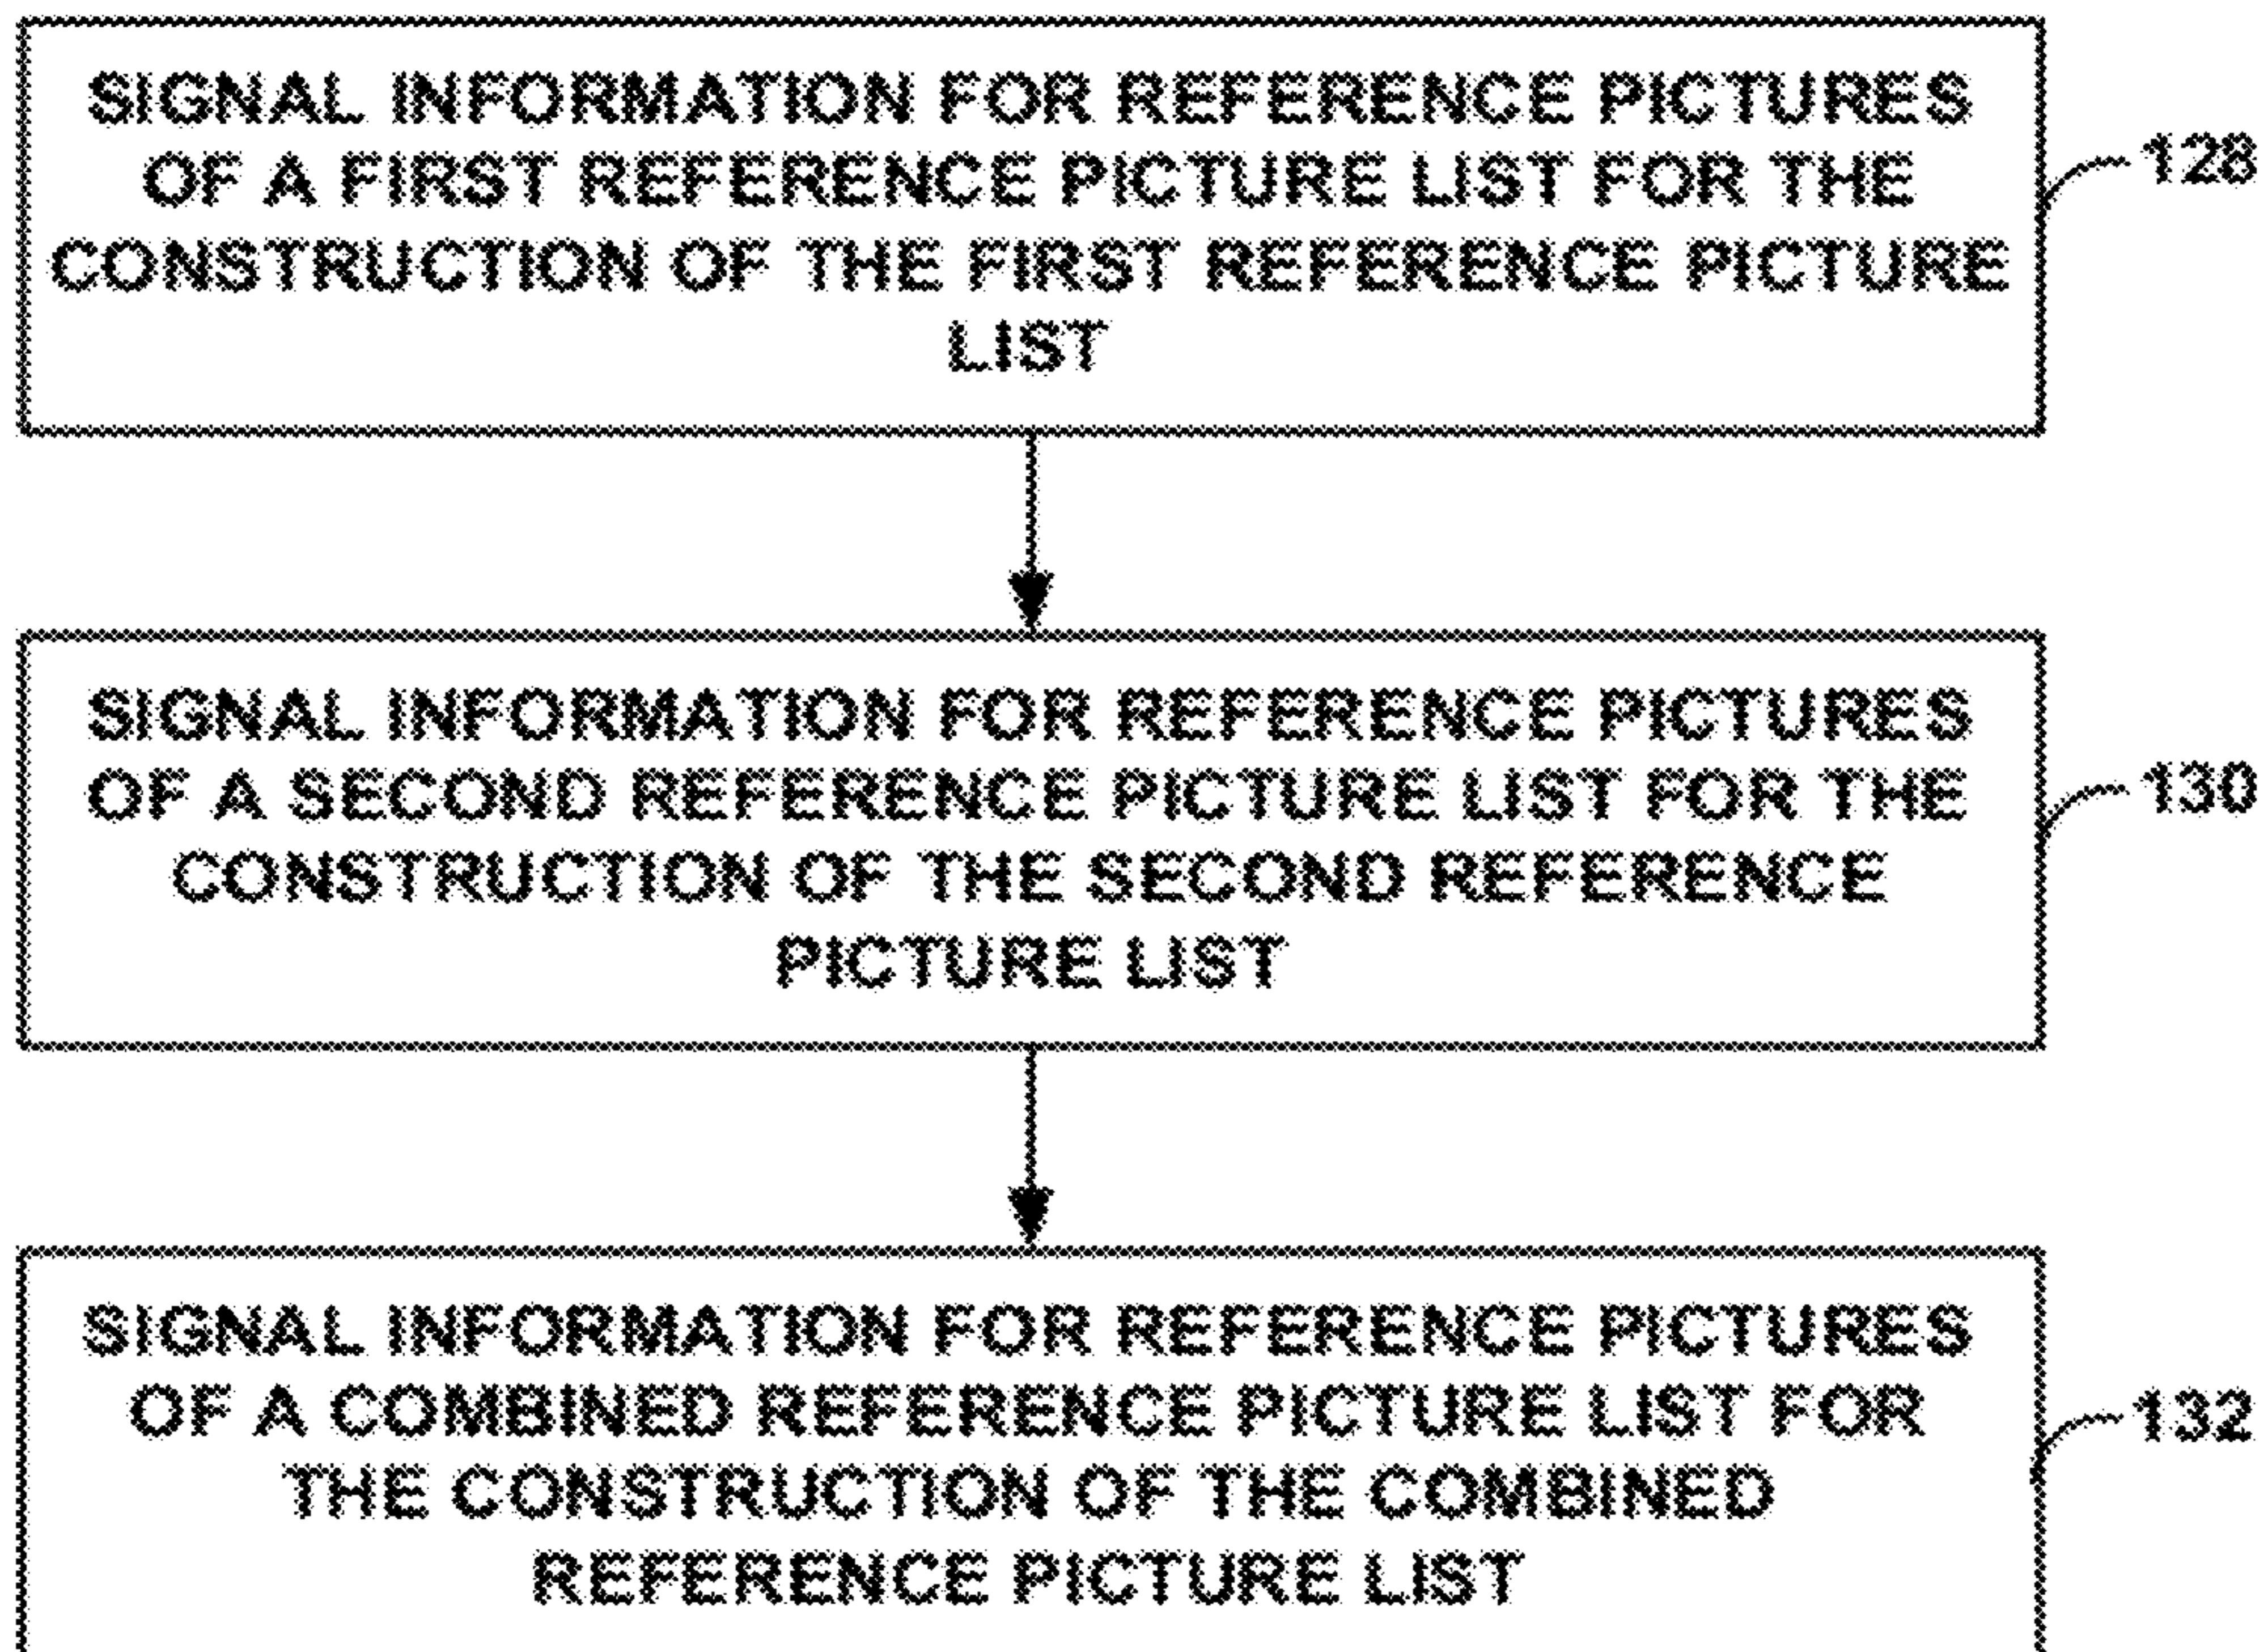 SIGNAL INFORMATION FOR REFERENCE PICTURES
OF A FIRST REFERENCE PICTURE LIST FOR THE
CONSTRUCTION OF THE FIRST REFERENCE PICTURE
LIST
128
SIGNAL INFORMATION FOR REFERENCE PICTURES
OF A SECOND REFERENCE PICTURE LIST FOR THE
CONSTRUCTION OF THE SECOND REFERENCE
PICTURE LIST
130
SIGNAL INFORMATION FOR REFERENCE PICTURES
OF A COMBINED REFERENCE PICTURE LIST FOR
THE CONSTRUCTION OF THE COMBINED
REFERENCE PICTURE LIST
132